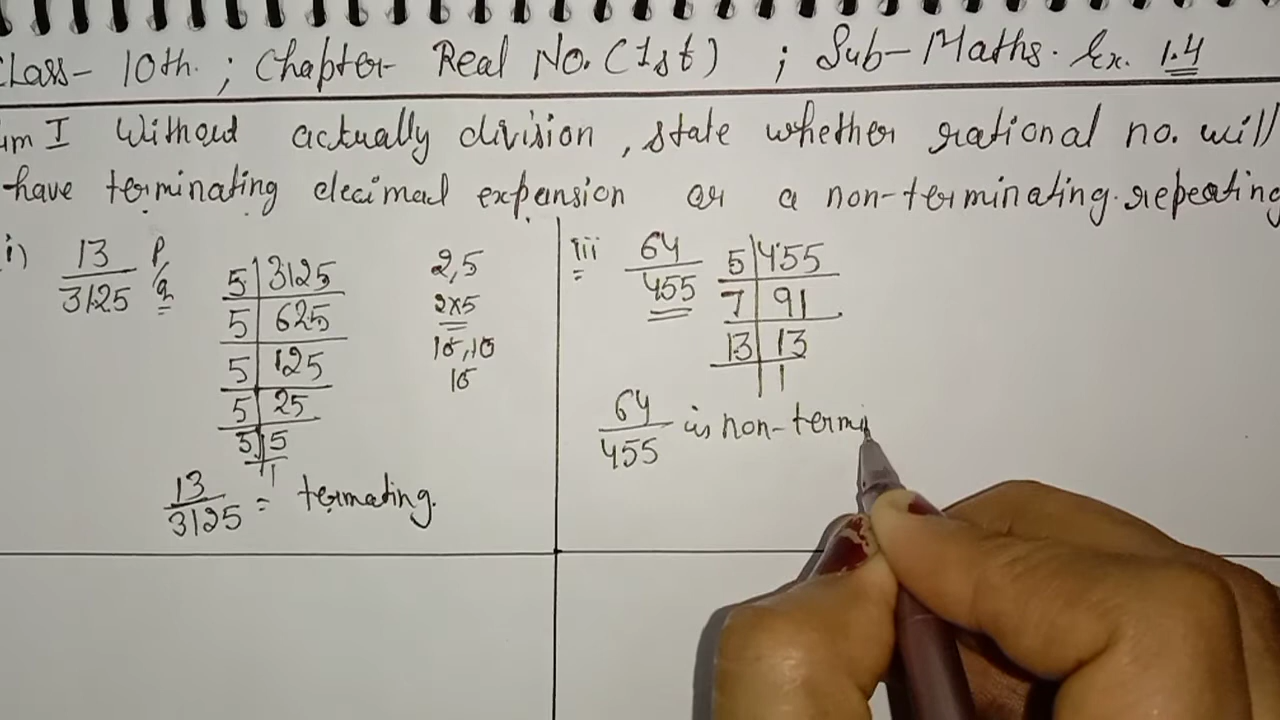 Class- 10th. ; Chapter- Real No. (1st) ; Sub- Maths. Ex. 1.4
um I Without actually division, state whether rational no. will
have terminating decimal expansion or a non-terminating. repeating
i) 13/3125 P/q
5 | 3125
5 | 625
5 | 125
5 | 25
5 | 5
1
2,5
2×5
10,10
10
13/3125 = termating.
iii 64/455
5 | 455
7 | 91
13 | 13
1
64/455 is non-termi